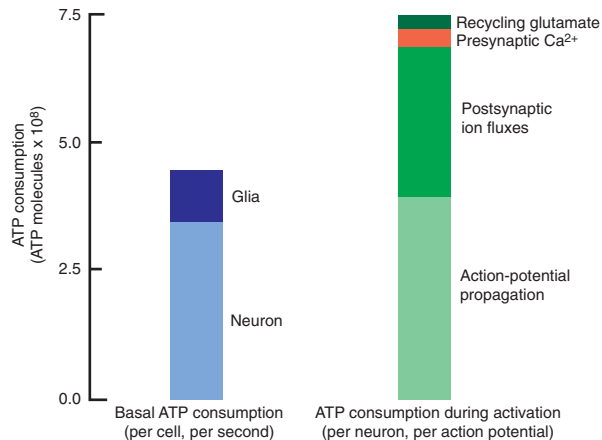 ATP consumption
(ATP molecules x 10⁸)
7.5
5.0
2.5
0.0
Glia
Neuron
Recycling glutamate
Presynaptic Ca²⁺
Postsynaptic
ion fluxes
Action-potential
propagation
Basal ATP consumption
(per cell, per second)
ATP consumption during activation
(per neuron, per action potential)